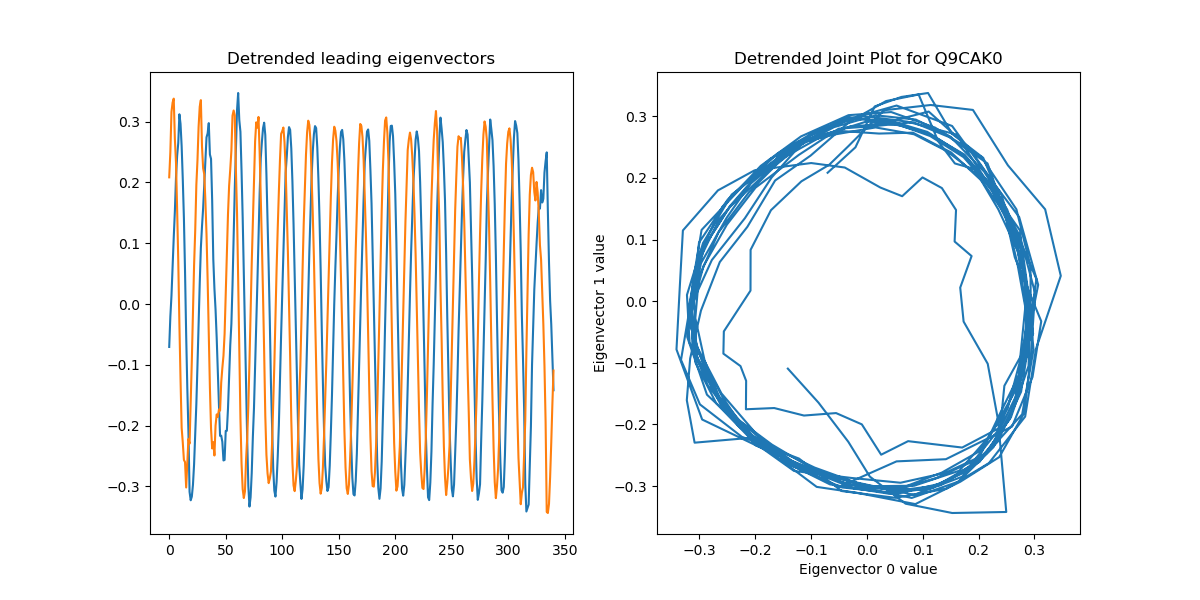 Detrended leading eigenvectors
0.3
0.2
0.1
0.0
−0.1
−0.2
−0.3
0 50 100 150 200 250 300 350
Detrended Joint Plot for Q9CAK0
Eigenvector 1 value
0.3
0.2
0.1
0.0
−0.1
−0.2
−0.3
−0.3 −0.2 −0.1 0.0 0.1 0.2 0.3
Eigenvector 0 value